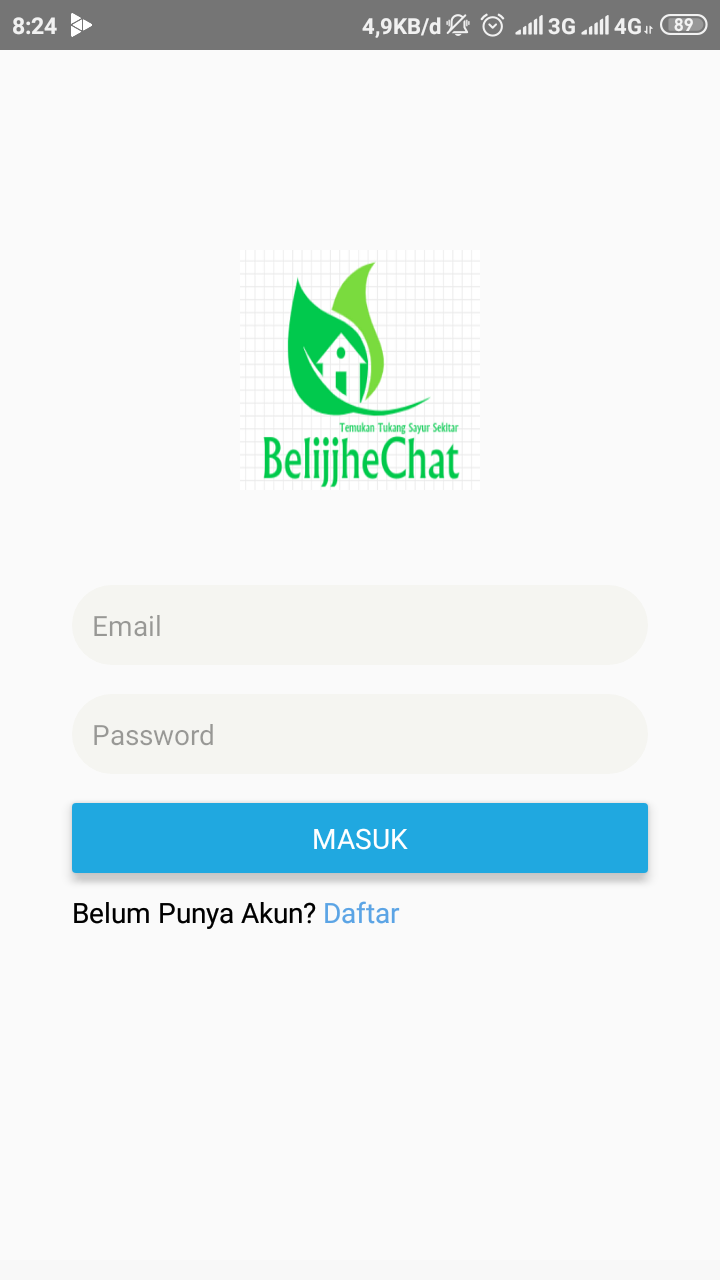 8:24 4,9KB/d 3G 4G 89
Temukan Tukang Sayur Sekitar
BelijjheChat
Email
Password
MASUK
Belum Punya Akun? Daftar